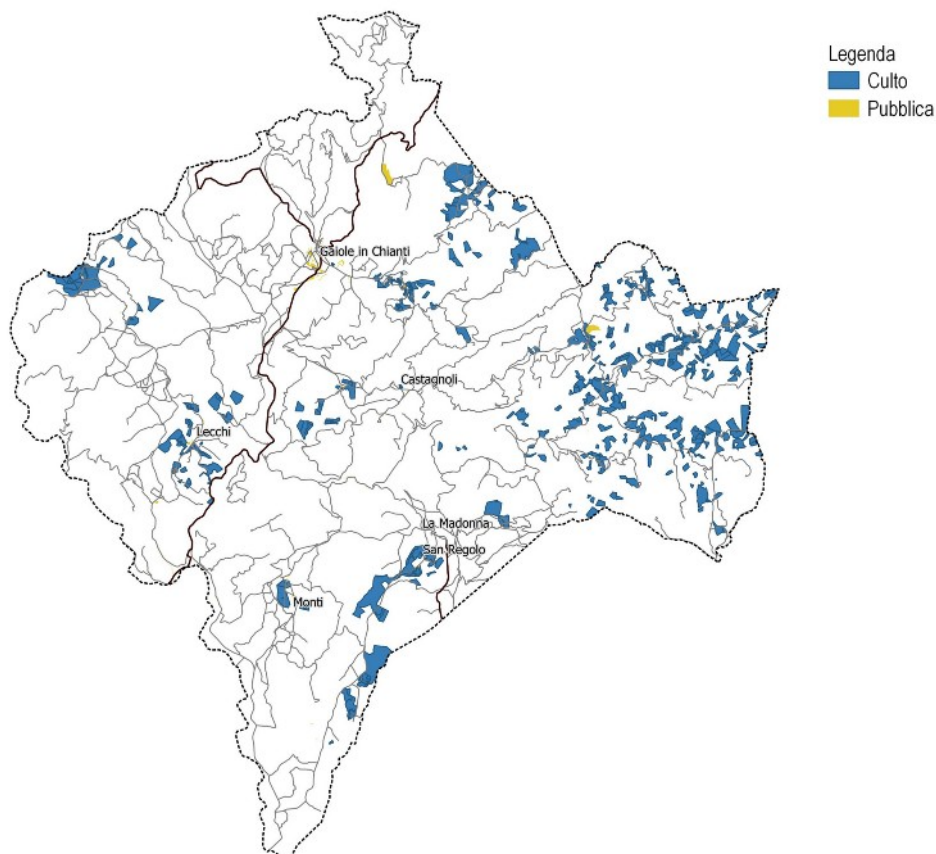 Legenda
Culto
Pubblica
Gaiole in Chianti
Castagnoli
Lecchi
La Madonna
San Regolo
Monti